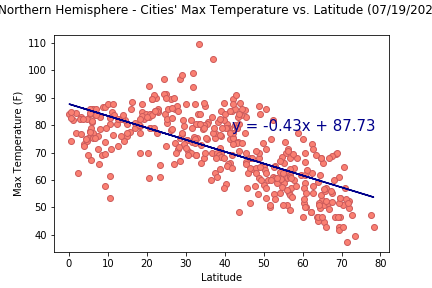 Northern Hemisphere - Cities' Max Temperature vs. Latitude (07/19/202
110
100
90
80
70
60
50
40
Max Temperature (F)
y = -0.43x + 87.73
0 10 20 30 40 50 60 70 80
Latitude